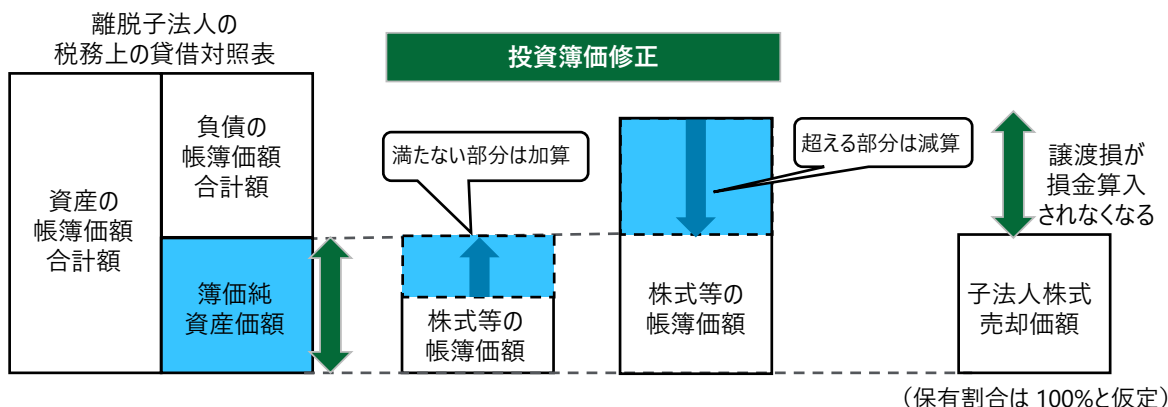 離脱子法人の
税務上の貸借対照表
投資簿価修正
資産の
帳簿価額
合計額
負債の
帳簿価額
合計額
簿価純
資産価額
満たない部分は加算
株式等の
帳簿価額
超える部分は減算
株式等の
帳簿価額
譲渡損が
損金算入
されなくなる
子法人株式
売却価額
（保有割合は 100%と仮定）